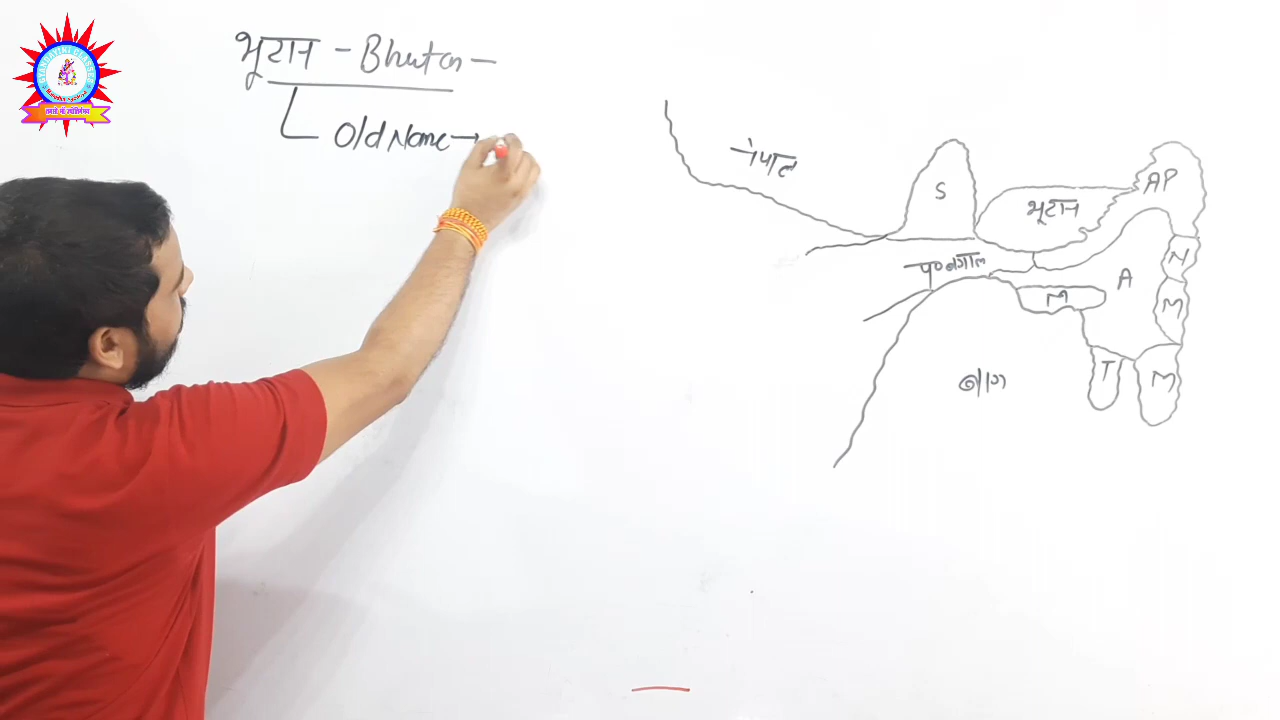 भूटान - Bhutan -
Old Name →
नेपाल
S
भूटान
AP
प० बंगाल
N
A
M
M
बांग
T
M